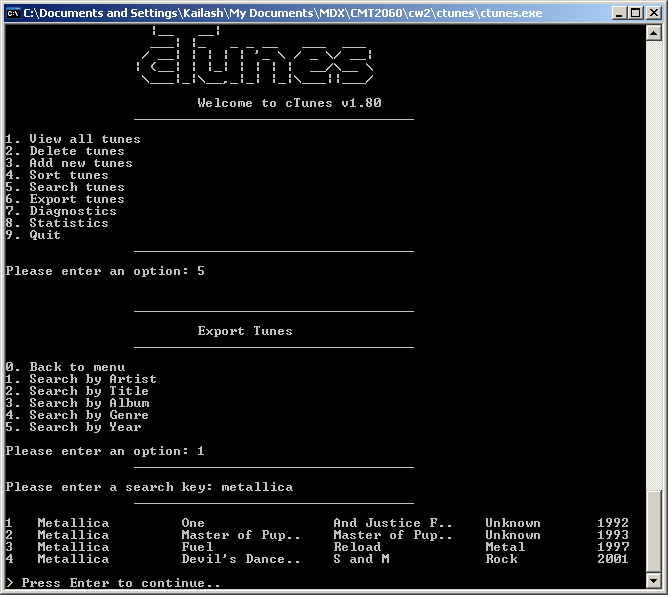 C:\Documents and Settings\Kailash\My Documents\MDX\CMT2060\cw2\ctunes\ctunes.exe
cTunes
Welcome to cTunes v1.80
1. View all tunes
2. Delete tunes
3. Add new tunes
4. Sort tunes
5. Search tunes
6. Export tunes
7. Diagnostics
8. Statistics
9. Quit
Please enter an option: 5
Export Tunes
0. Back to menu
1. Search by Artist
2. Search by Title
3. Search by Album
4. Search by Genre
5. Search by Year
Please enter an option: 1
Please enter a search key: metallica
1 Metallica One And Justice F.. Unknown 1992
2 Metallica Master of Pup.. Master of Pup.. Unknown 1993
3 Metallica Fuel Reload Metal 1997
4 Metallica Devil's Dance.. S and M Rock 2001
> Press Enter to continue..